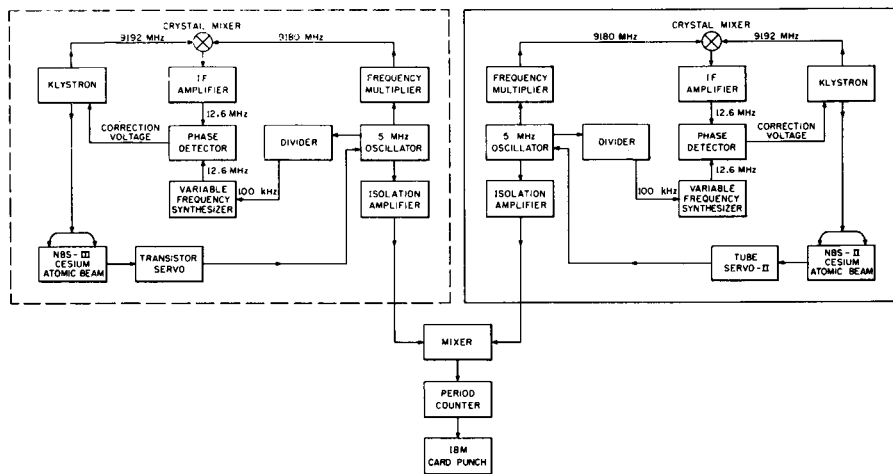 CRYSTAL MIXER
9192 MHz
9180 MHz
KLYSTRON
IF
AMPLIFIER
FREQUENCY
MULTIPLIER
12.6 MHz
CORRECTION
VOLTAGE
PHASE
DETECTOR
DIVIDER
5 MHz
OSCILLATOR
12.6 MHz
100 kHz
VARIABLE
FREQUENCY
SYNTHESIZER
ISOLATION
AMPLIFIER
NBS-III
CESIUM
ATOMIC BEAM
TRANSISTOR
SERVO
CRYSTAL MIXER
9180 MHz
9192 MHz
FREQUENCY
MULTIPLIER
IF
AMPLIFIER
KLYSTRON
12.6 MHz
CORRECTION
VOLTAGE
5 MHz
OSCILLATOR
DIVIDER
PHASE
DETECTOR
12.6 MHz
100 kHz
ISOLATION
AMPLIFIER
VARIABLE
FREQUENCY
SYNTHESIZER
TUBE
SERVO-II
NBS-II
CESIUM
ATOMIC BEAM
MIXER
PERIOD
COUNTER
IBM
CARD PUNCH